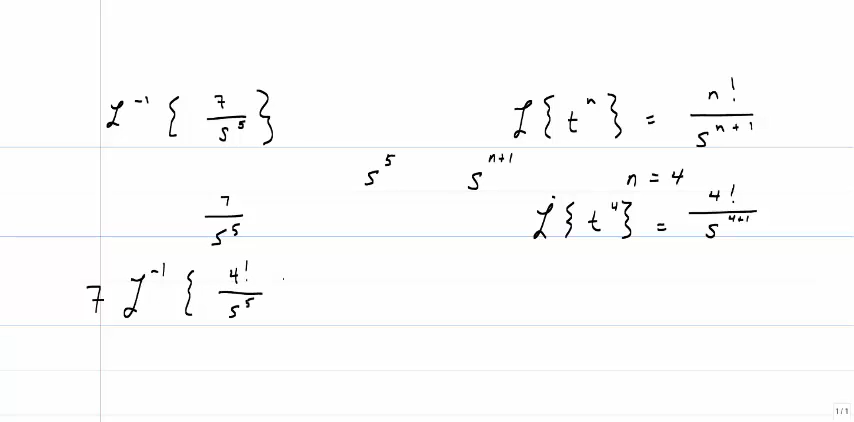 ℒ⁻¹ { 7/s⁵ }    ℒ{tⁿ} = n!/sⁿ⁺¹
s⁵    sⁿ⁺¹    n = 4
7/s⁵    ℒ{t⁴} = 4!/s⁴⁺¹
7 ℒ⁻¹ { 4!/s⁵
1/1